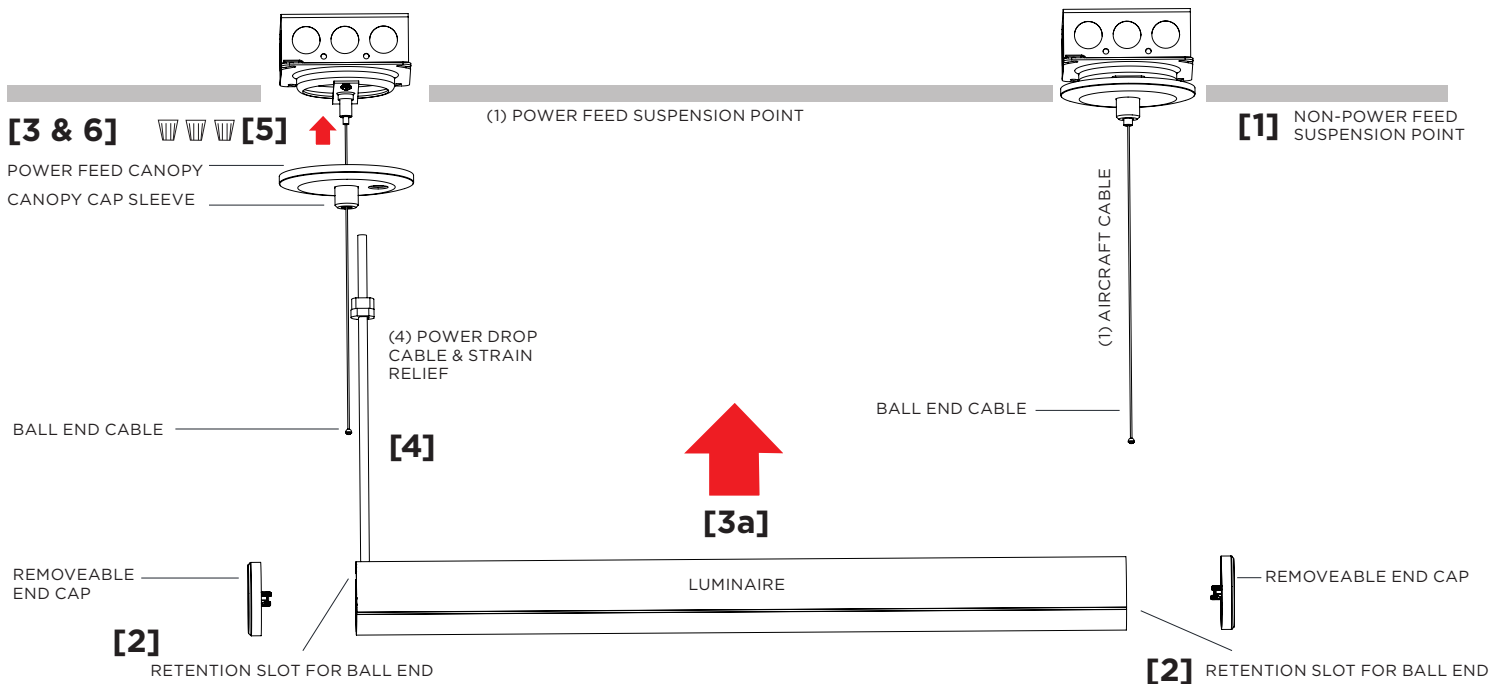 (1) POWER FEED SUSPENSION POINT
[1] NON-POWER FEED
SUSPENSION POINT
[3 & 6] [5]
POWER FEED CANOPY
CANOPY CAP SLEEVE
(1) AIRCRAFT CABLE
(4) POWER DROP
CABLE & STRAIN
RELIEF
BALL END CABLE
BALL END CABLE
[4]
[3a]
REMOVEABLE
END CAP
LUMINAIRE
REMOVEABLE END CAP
[2]
RETENTION SLOT FOR BALL END
[2] RETENTION SLOT FOR BALL END